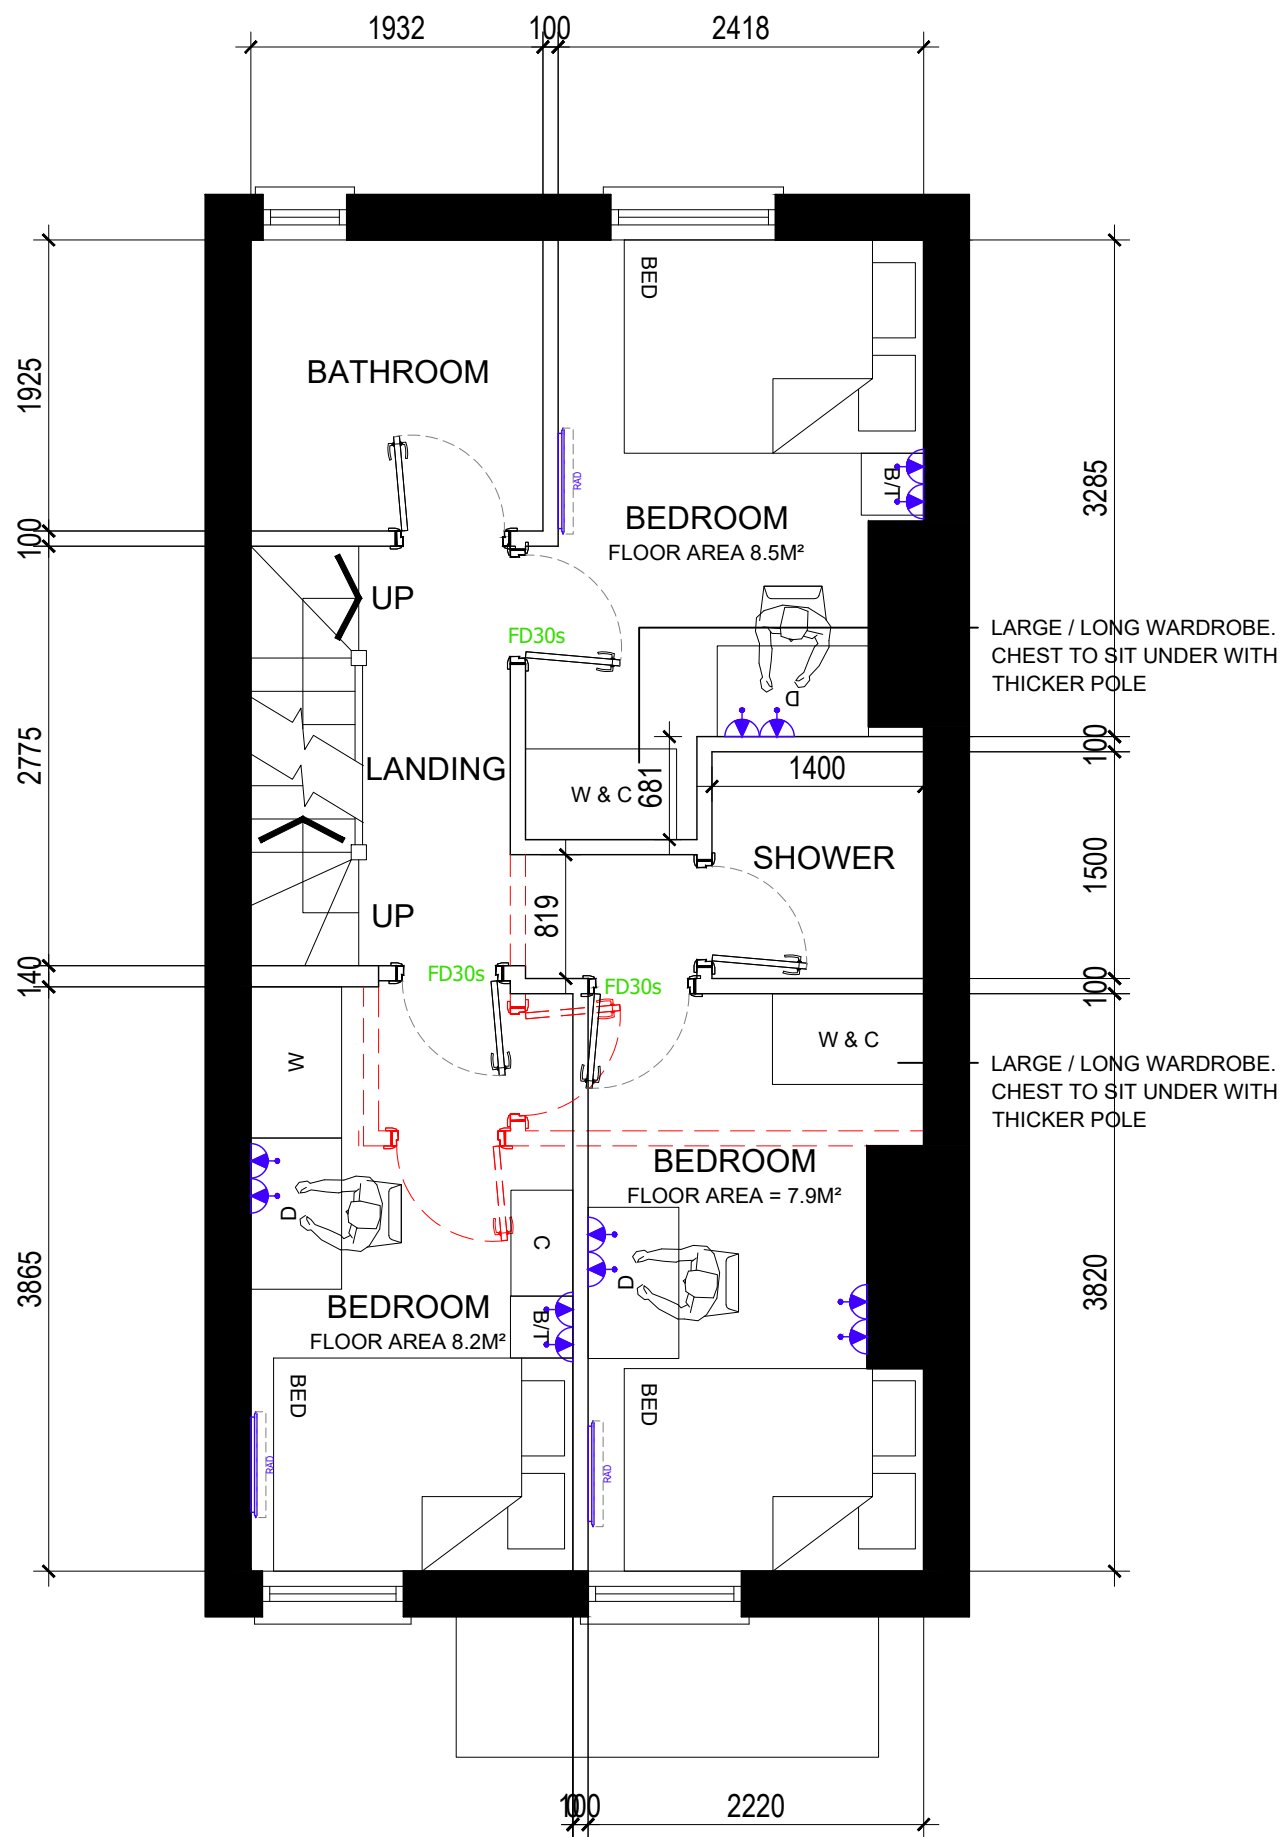 1932
100
2418
BED
BATHROOM
1925
3285
RAD
B/T
BEDROOM
FLOOR AREA 8.5M²
100
UP
FD30s
LARGE / LONG WARDROBE.
CHEST TO SIT UNDER WITH
THICKER POLE
D
2775
LANDING
681
1400
100
W & C
SHOWER
1500
819
UP
140
FD30s
FD30s
100
W
W & C
LARGE / LONG WARDROBE.
CHEST TO SIT UNDER WITH
THICKER POLE
BEDROOM
FLOOR AREA = 7.9M²
D
C
D
3865
3820
BEDROOM
FLOOR AREA 8.2M²
B/T
BED
BED
RAD
RAD
100
2220